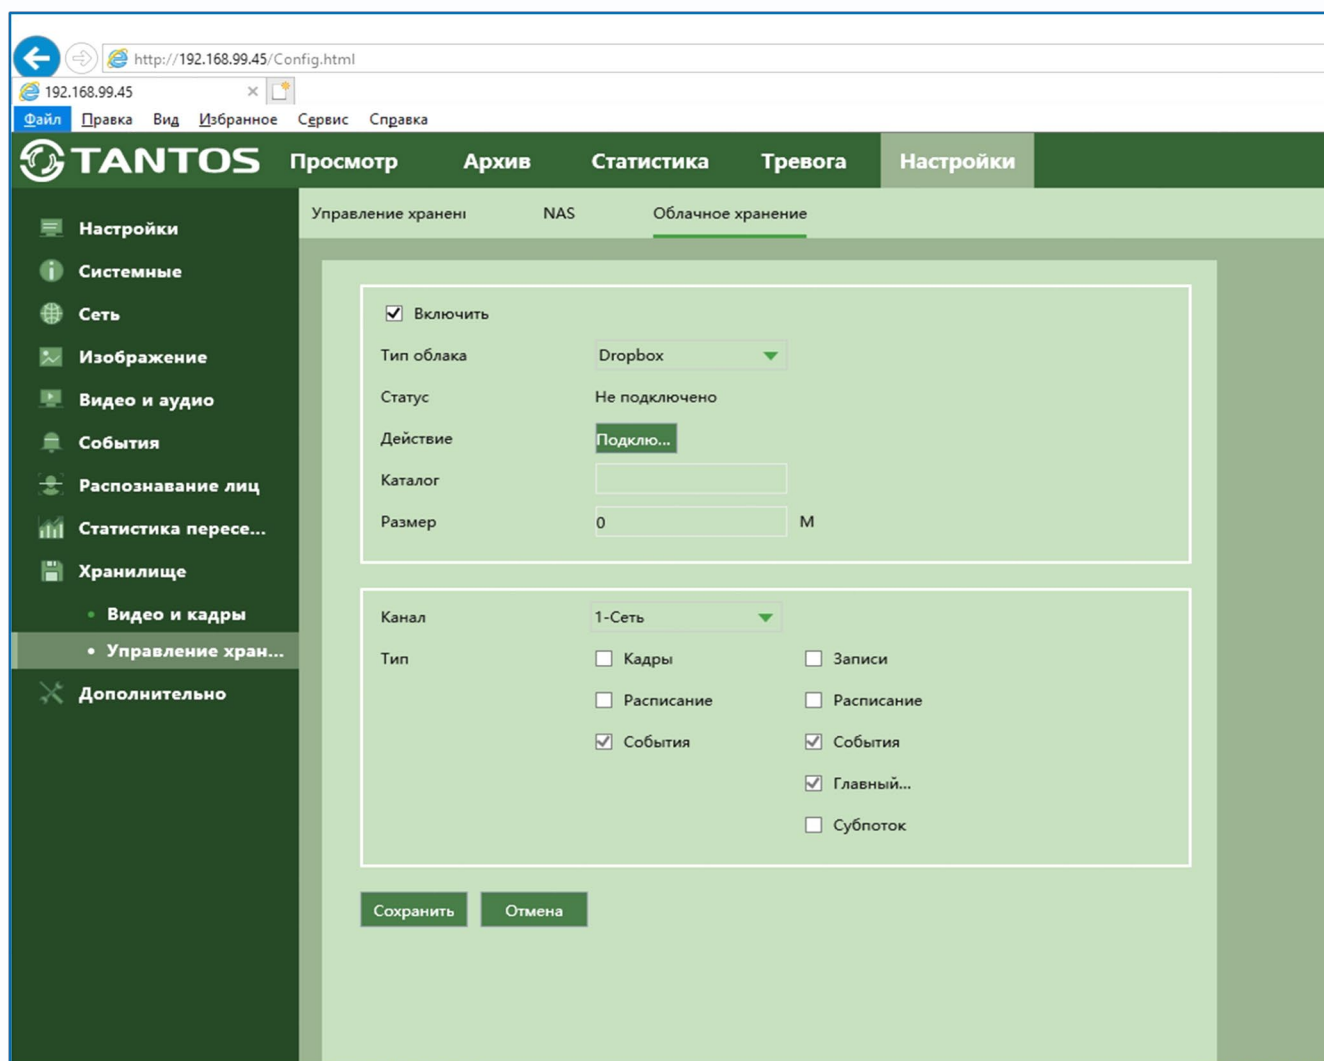 http://192.168.99.45/Config.html
192.168.99.45
Файл Правка Вид Избранное Сервис Справка
TANTOS Просмотр Архив Статистика Тревога Настройки
Управление хранені NAS Облачное хранение
Настройки
Системные
Сеть
Изображение
Видео и аудио
События
Распознавание лиц
Статистика пересе...
Хранилище
Видео и кадры
Управление хран...
Дополнительно
Включить
Тип облака Dropbox
Статус Не подключено
Действие Подклю...
Каталог
Размер 0 М
Канал 1-Сеть
Тип Кадры Записи
Расписание Расписание
События События
Главный...
Субпоток
Сохранить Отмена